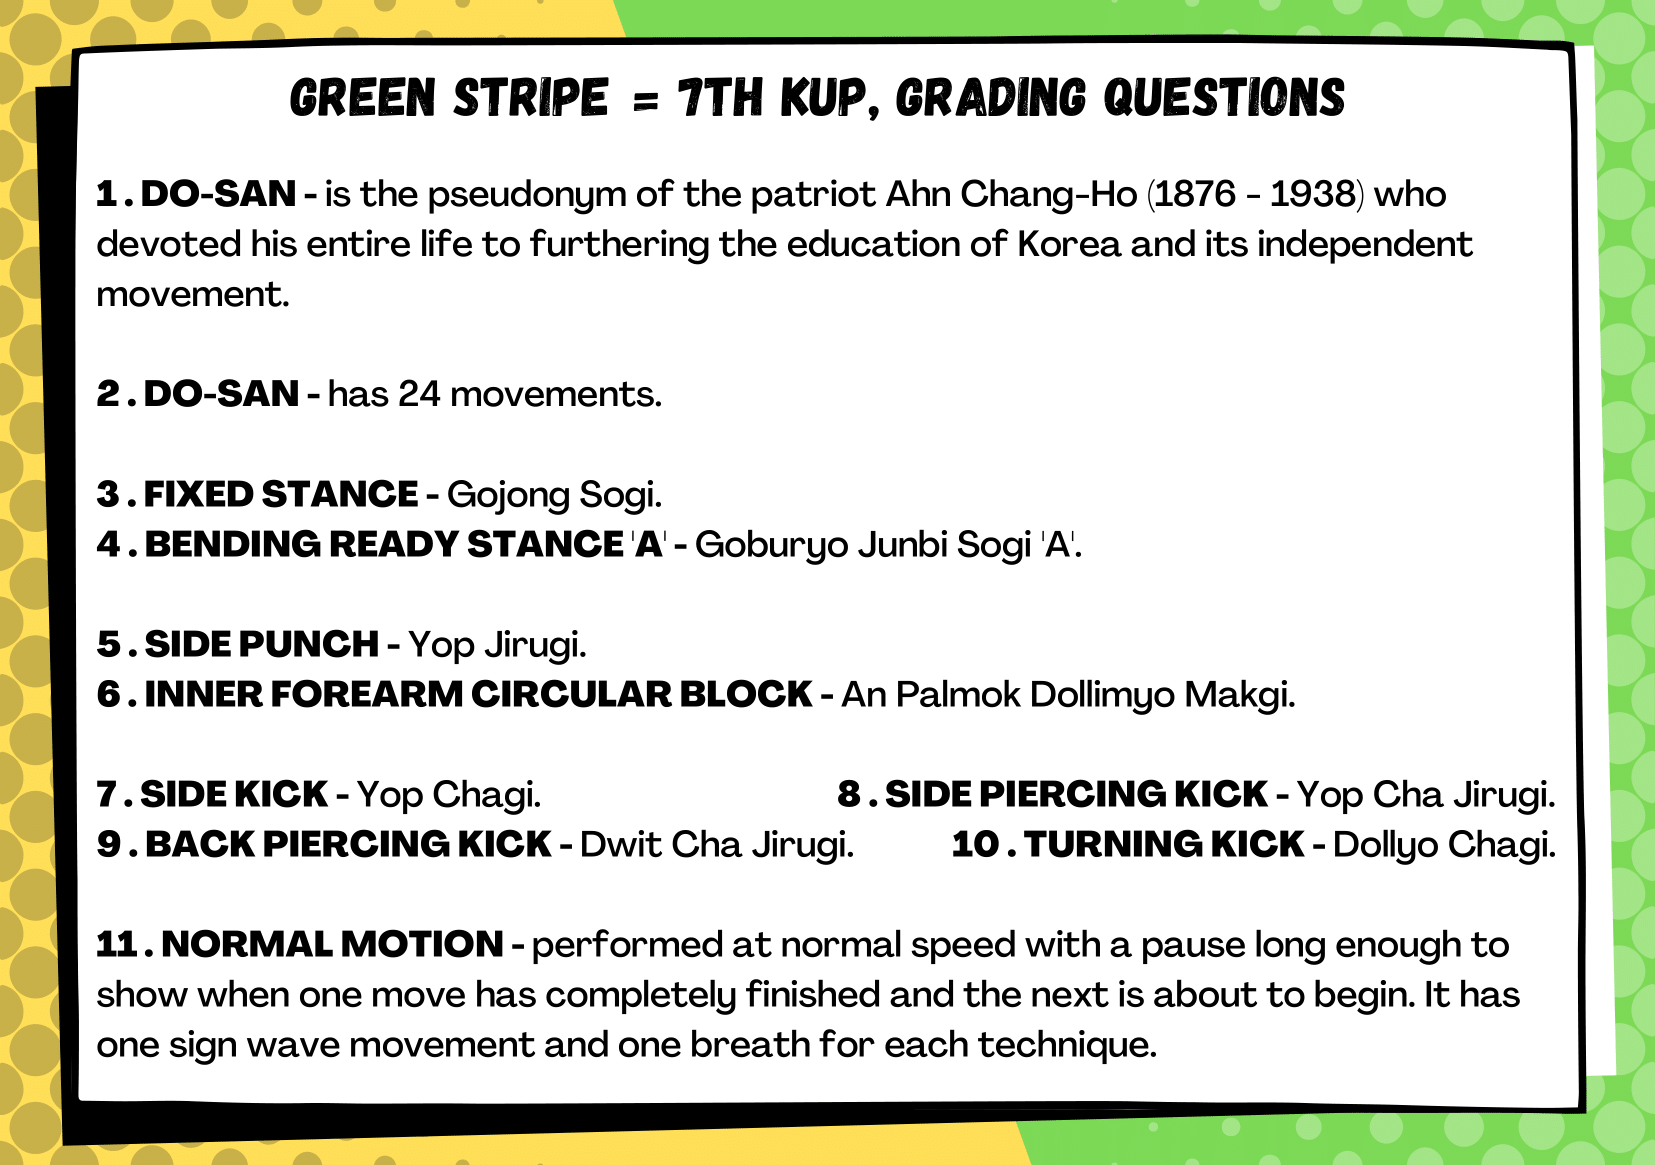 GREEN STRIPE = 7TH KUP, GRADING QUESTIONS
1 . DO-SAN - is the pseudonym of the patriot Ahn Chang-Ho (1876 - 1938) who
devoted his entire life to furthering the education of Korea and its independent
movement.
2 . DO-SAN - has 24 movements.
3 . FIXED STANCE - Gojong Sogi.
4 . BENDING READY STANCE 'A' - Goburyo Junbi Sogi 'A'.
5 . SIDE PUNCH - Yop Jirugi.
6 . INNER FOREARM CIRCULAR BLOCK - An Palmok Dollimyo Makgi.
7 . SIDE KICK - Yop Chagi. 8 . SIDE PIERCING KICK - Yop Cha Jirugi.
9 . BACK PIERCING KICK - Dwit Cha Jirugi. 10 . TURNING KICK - Dollyo Chagi.
11 . NORMAL MOTION - performed at normal speed with a pause long enough to
show when one move has completely finished and the next is about to begin. It has
one sign wave movement and one breath for each technique.